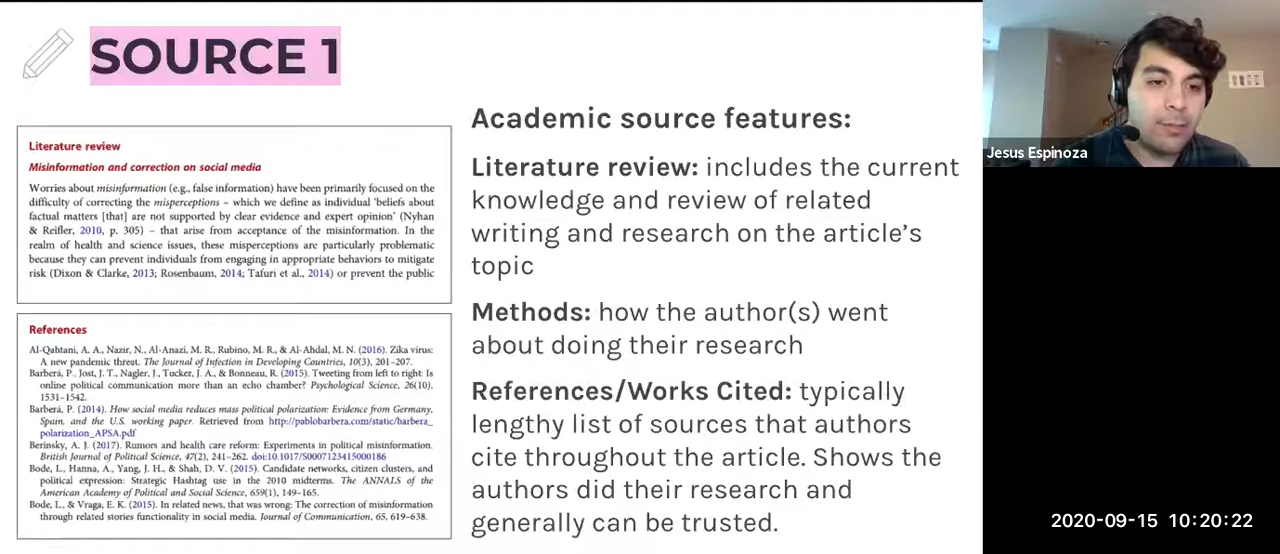 SOURCE 1
Literature review
Misinformation and correction on social media
Worries about misinformation (e.g., false information) have been primarily focused on the
difficulty of correcting the misperceptions – which we define as individual ‘beliefs about
factual matters [that] are not supported by clear evidence and expert opinion’ (Nyhan
& Reifler, 2010, p. 305) – that arise from acceptance of the misinformation. In the
realm of health and science issues, these misperceptions are particularly problematic
because they can prevent individuals from engaging in appropriate behaviors to mitigate
risk (Dixon & Clarke, 2013; Rosenbaum, 2014; Tafuri et al., 2014) or prevent the public
References
Al-Qahtani, A. A., Nazir, N., Al-Anazi, M. R., Rubino, M. R., & Al-Ahdal, M. N. (2016). Zika virus:
A new pandemic threat. The Journal of Infection in Developing Countries, 10(3), 201–207.
Barberá, P., Jost, J. T., Nagler, J., Tucker, J. A., & Bonneau, R. (2015). Tweeting from left to right: Is
online political communication more than an echo chamber? Psychological Science, 26(10),
1531–1542.
Barberá, P. (2014). How social media reduces mass political polarization: Evidence from Germany,
Spain, and the U.S. working paper. Retrieved from http://pablobarbera.com/static/barbera_
polarization_APSA.pdf
Berinsky, A. J. (2017). Rumors and health care reform: Experiments in political misinformation.
British Journal of Political Science, 47(2), 241–262. doi:10.1017/S0007123415000186
Bode, L., Hanna, A., Yang, J. H., & Shah, D. V. (2015). Candidate networks, citizen clusters, and
political expression: Strategic Hashtag use in the 2010 midterms. The ANNALS of the
American Academy of Political and Social Science, 659(1), 149–165.
Bode, L., & Vraga, E. K. (2015). In related news, that was wrong: The correction of misinformation
through related stories functionality in social media. Journal of Communication, 65, 619–638.
Academic source features:
Literature review: includes the current
knowledge and review of related
writing and research on the article’s
topic
Methods: how the author(s) went
about doing their research
References/Works Cited: typically
lengthy list of sources that authors
cite throughout the article. Shows the
authors did their research and
generally can be trusted.
Jesus Espinoza
2020-09-15 10:20:22